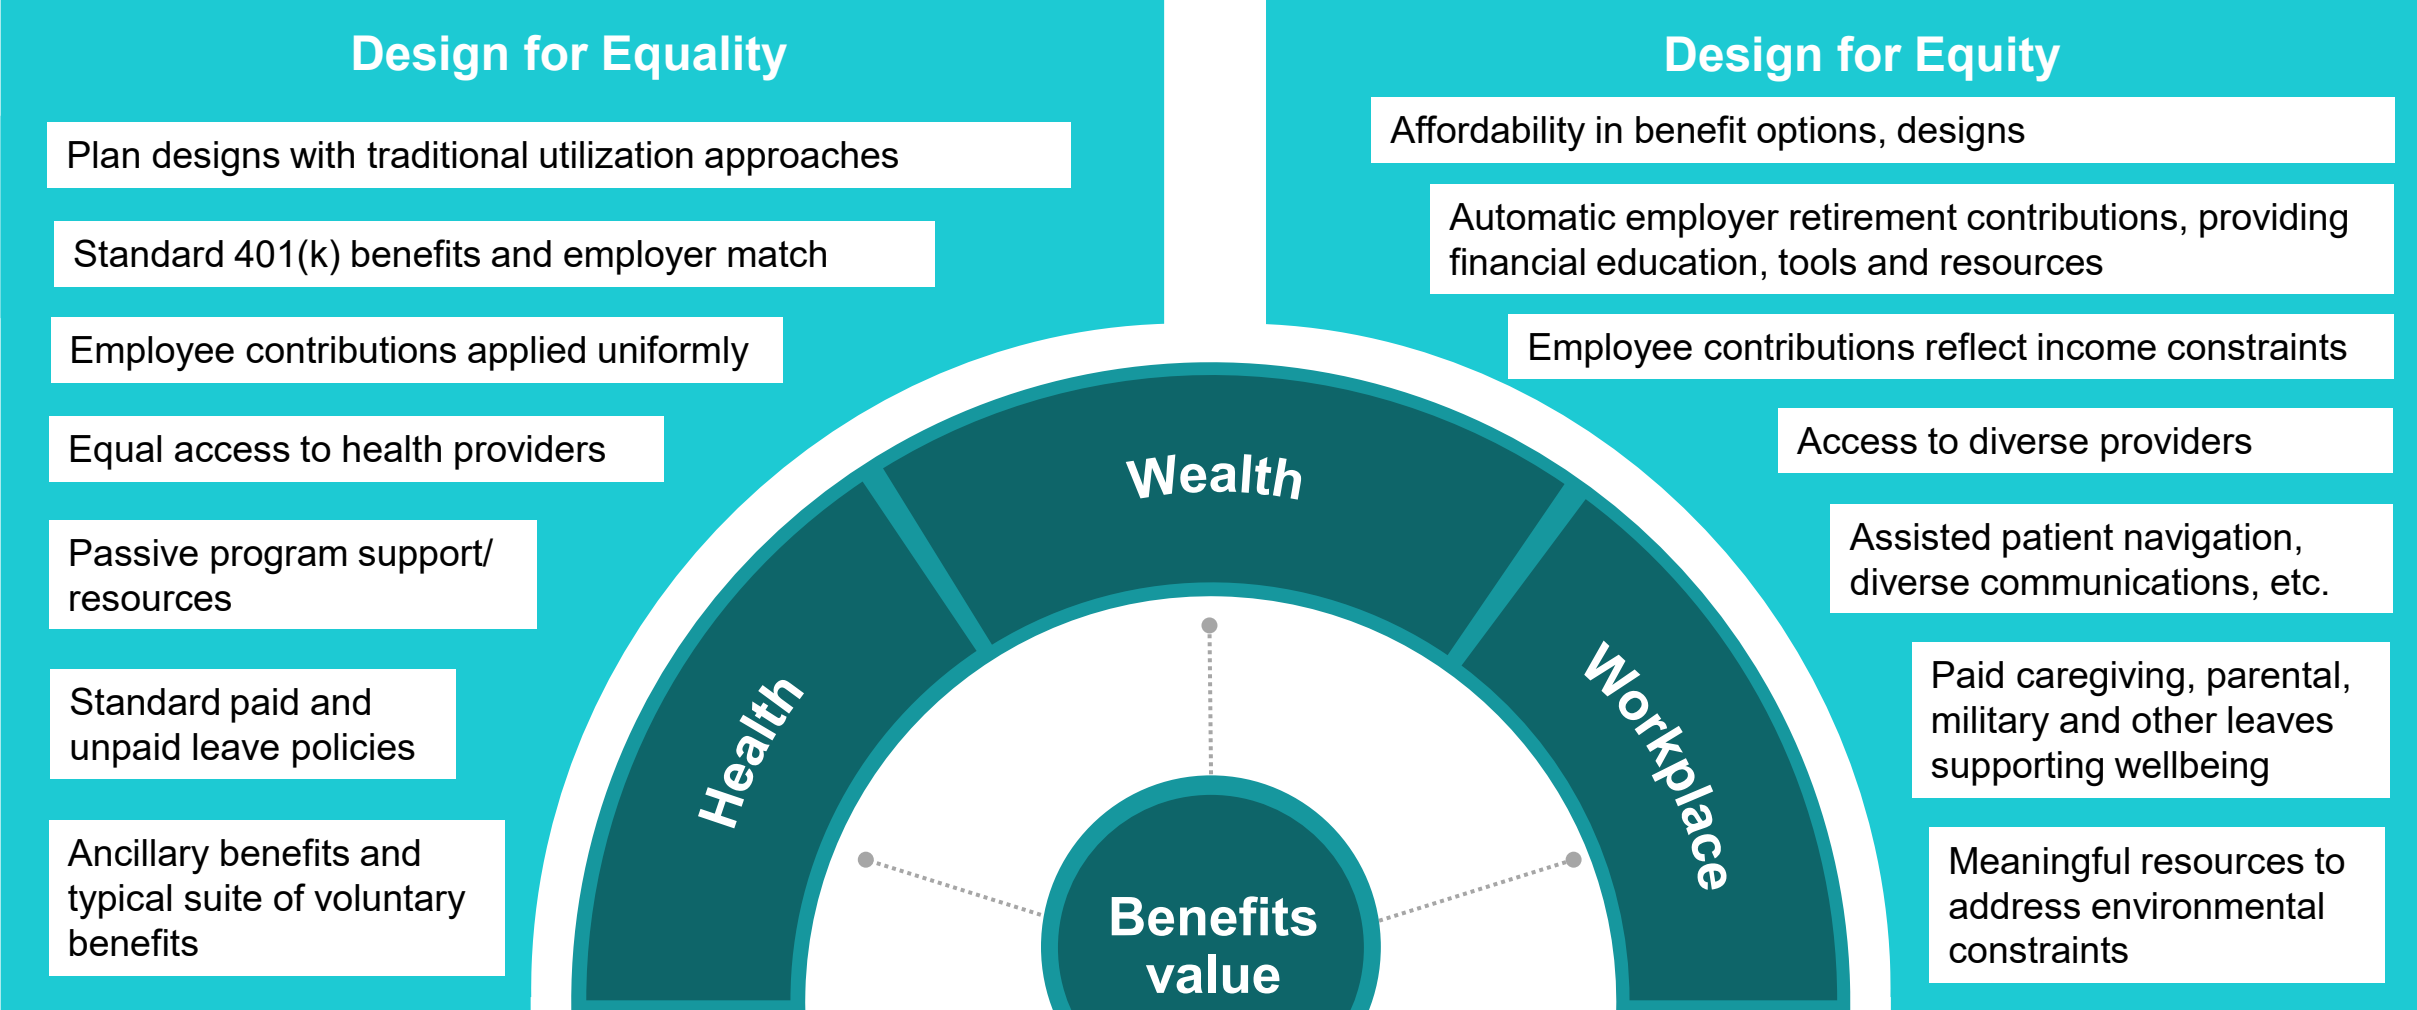 Design for Equality
Plan designs with traditional utilization approaches
Standard 401(k) benefits and employer match
Employee contributions applied uniformly
Equal access to health providers
Passive program support/
resources
Standard paid and
unpaid leave policies
Ancillary benefits and
typical suite of voluntary
benefits
Health
Wealth
Workplace
Benefits
value
Design for Equity
Affordability in benefit options, designs
Automatic employer retirement contributions, providing
financial education, tools and resources
Employee contributions reflect income constraints
Access to diverse providers
Assisted patient navigation,
diverse communications, etc.
Paid caregiving, parental,
military and other leaves
supporting wellbeing
Meaningful resources to
address environmental
constraints